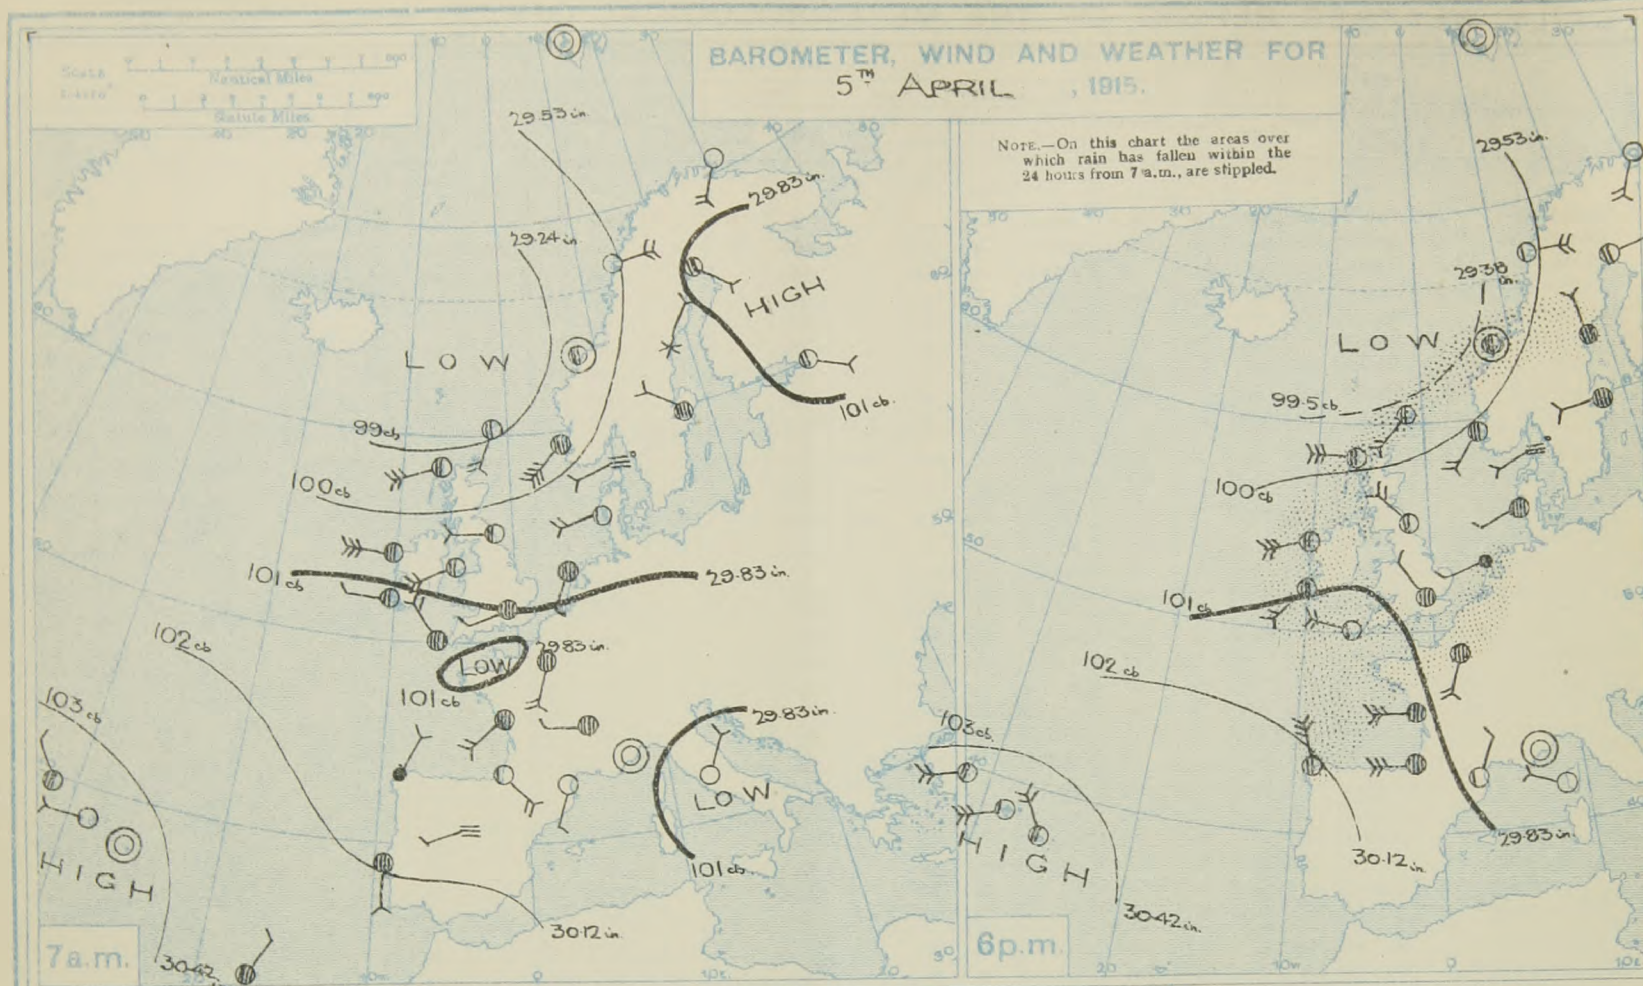 BAROMETER, WIND AND WEATHER FOR
5TH APRIL , 1915.
NOTE.—On this chart the areas over
which rain has fallen within the
24 hours from 7 a.m., are stippled.
Nautical Miles
Statute Miles
29.53 in.
29.83 in.
29.24 in
HIGH
LOW
101 cb.
99 cb
100 cb
101 cb
29.83 in.
102 cb
29.83 in.
LOW
101 cb
103 cb
29.83 in.
LOW
HIGH
101 cb.
30.12 in.
30.42
7a.m.
29.53 in.
29.38 in.
LOW
99.5 cb
100 cb
101 cb
102 cb
103 cb.
HIGH
29.83 in.
30.12 in.
30.42 in.
6p.m.